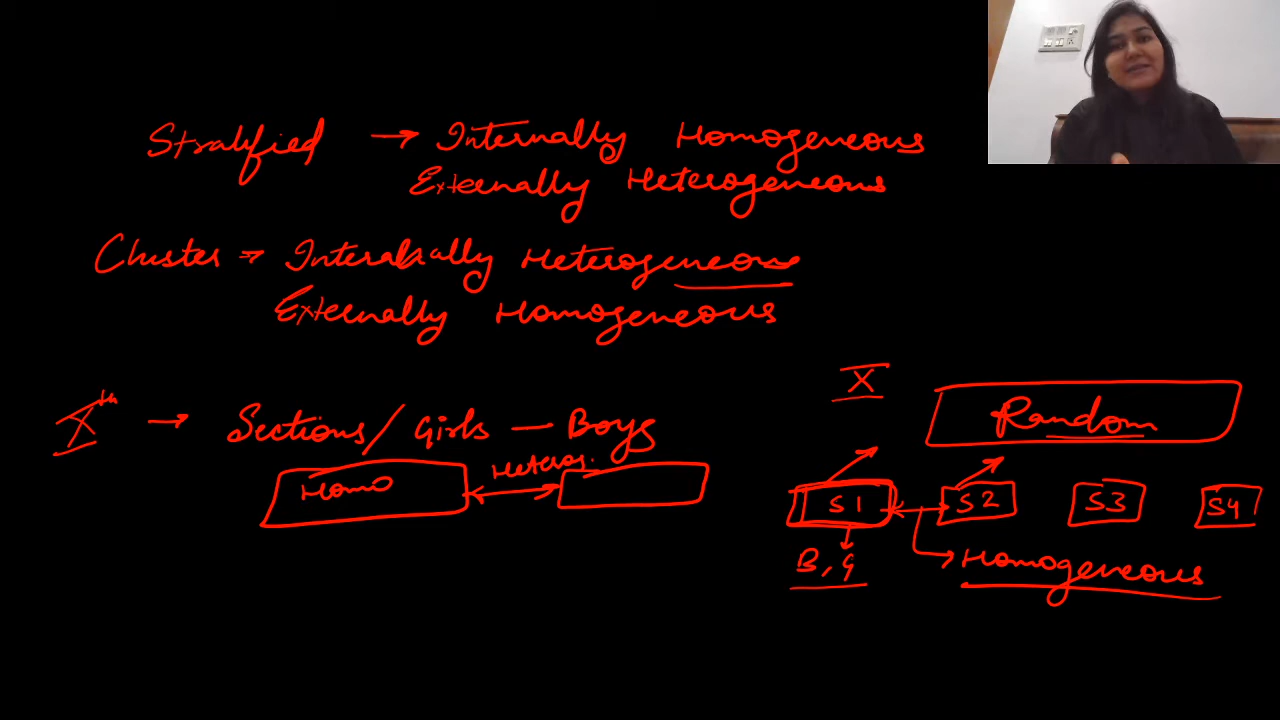 Stratified → Internally Homogeneous
Externally Heterogeneous
Cluster → Internally Heterogeneous
Externally Homogeneous
Xth → Sections/Girls — Boys
Homo
Heterog.
X
Random
S1 S2 S3 S4
B, G
Homogeneous